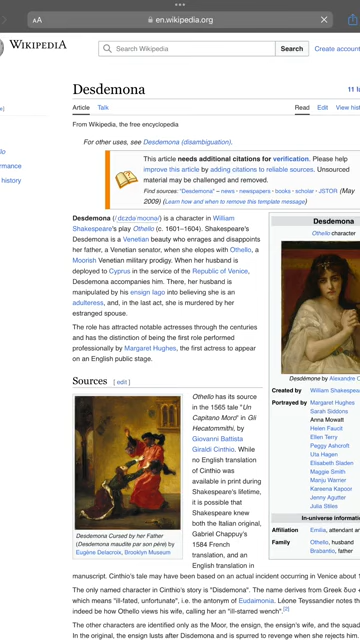 AA
en.wikipedia.org
WIKIPEDIA
Search Wikipedia
Search
Create account
Desdemona
Article
Talk
Read
Edit
View
From Wikipedia, the free encyclopedia
For other uses, see Desdemona (disambiguation).
This article needs additional citations for verification. Please help
improve this article by adding citations to reliable sources. Unsourced
material may be challenged and removed.
Find sources: "Desdemona" – news · newspapers · books · scholar · JSTOR (May
2009) (Learn how and when to remove this template message)
history
Desdemona (/ˌdɛzdəˈmoʊnə/) is a character in William
Shakespeare's play Othello (c. 1601–1604). Shakespeare's
Desdemona is a Venetian beauty who enrages and disappoints
her father, a Venetian senator, when she elopes with Othello, a
Moorish Venetian military prodigy. When her husband is
deployed to Cyprus in the service of the Republic of Venice,
Desdemona accompanies him. There, her husband is
manipulated by his ensign Iago into believing she is an
adulteress, and, in the last act, she is murdered by her
estranged spouse.
The role has attracted notable actresses through the centuries
and has the distinction of being the first role performed
professionally by Margaret Hughes, the first actress to appear
on an English public stage.
Desdemona
Othello character
Desdémone by Alexandre
Created by William Shakespeare
Portrayed by Margaret Hughes
Sarah Siddons
Anna Mowatt
Helen Faucit
Ellen Terry
Peggy Ashcroft
Uta Hagen
Elisabeth Sladen
Maggie Smith
Manju Warrier
Kareena Kapoor
Jenny Agutter
Julia Stiles
In-universe
Affiliation Emilia, attendant
Family Othello, husband
Brabantio, father
Sources [ edit ]
Othello has its source
in the 1565 tale "Un
Capitano Moro" in Gli
Hecatommithi, by
Giovanni Battista
Giraldi Cinthio. While
no English translation
of Cinthio was
available in print during
Shakespeare's lifetime,
it is possible that
Shakespeare knew
both the Italian original,
Gabriel Chappuy's
1584 French
translation, and an
English translation in
Desdemona Cursed by her Father
(Desdemona maudite par son père) by
Eugène Delacroix, Brooklyn Museum
manuscript. Cinthio's tale may have been based on an actual incident occurring in Venice about
The only named character in Cinthio's story is "Disdemona". The name derives from Greek δυσ +
which means "ill-fated, unfortunate", i.e. the antonym of Eudaimonia. Léone Teyssandier notes
indeed be how Othello views his wife, calling her an "ill-starred wench".[2]
The other characters are identified only as the Moor, the ensign, the ensign's wife, and the
In the original, the ensign lusts after Desdemona and is spurred to revenge when she rejects